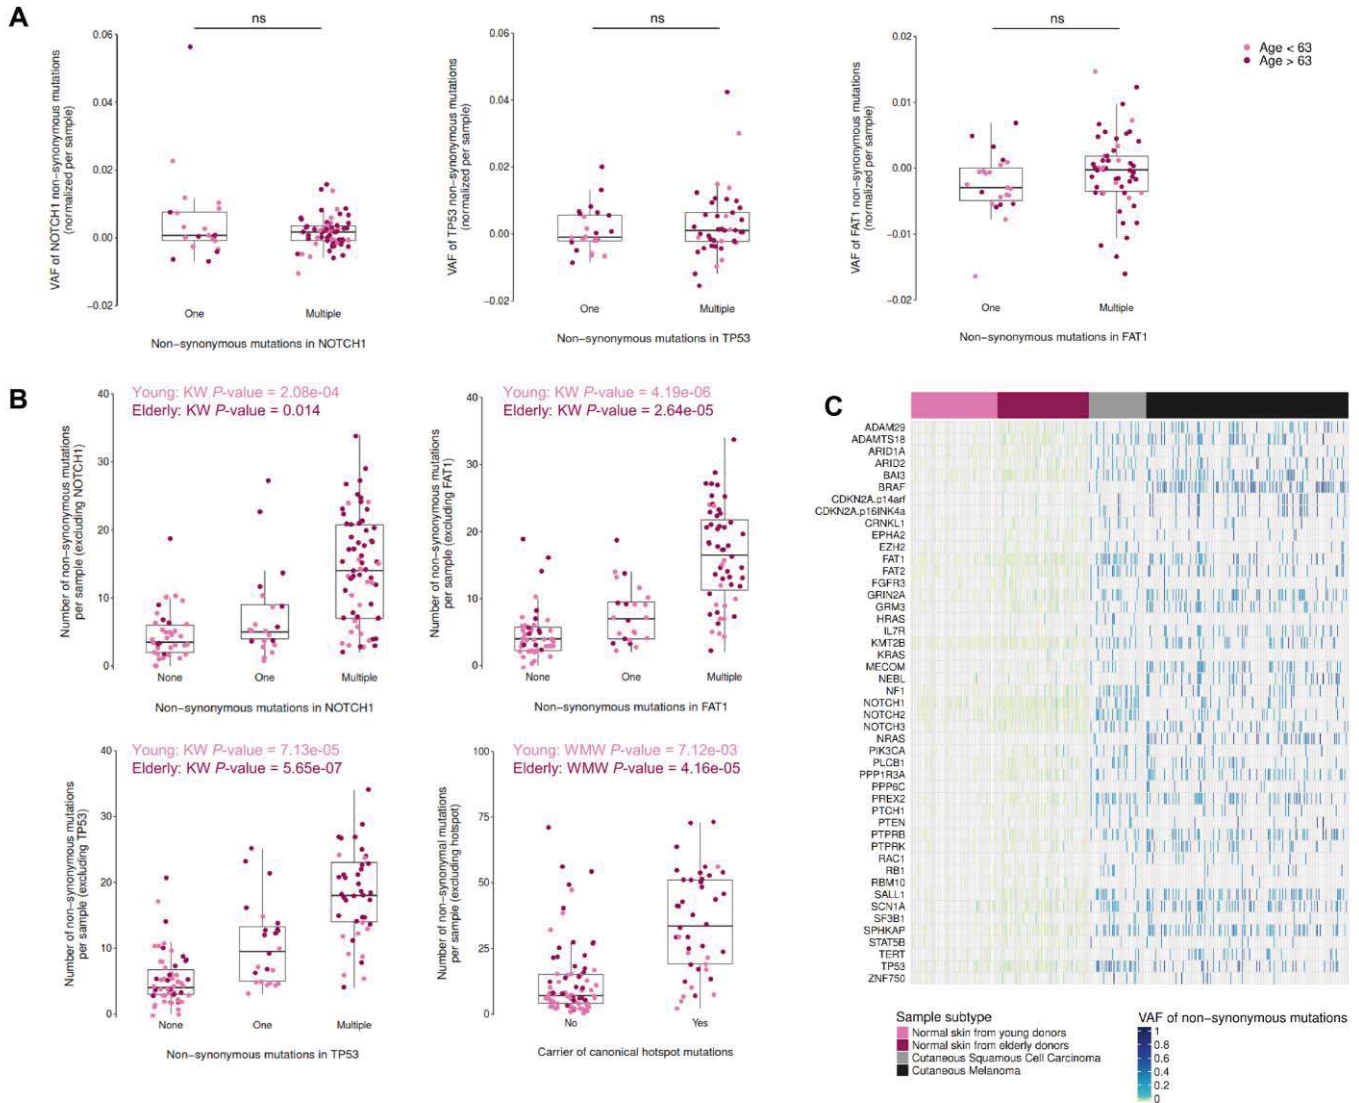 A
ns
VAF of NOTCH1 non-synonymous mutations
(normalized per sample)
0.06
0.04
0.02
0.00
−0.02
One
Multiple
Non−synonymous mutations in NOTCH1
ns
VAF of TP53 non-synonymous mutations
(normalized per sample)
0.06
0.04
0.02
0.00
−0.02
One
Multiple
Non−synonymous mutations in TP53
ns
VAF of FAT1 non-synonymous mutations
(normalized per sample)
0.02
0.01
0.00
−0.01
−0.02
One
Multiple
Non−synonymous mutations in FAT1
Age < 63
Age > 63
B
Young: KW P-value = 2.08e-04
Elderly: KW P-value = 0.014
Number of non−synonymous mutations
per sample (excluding NOTCH1)
40
30
20
10
0
None
One
Multiple
Non−synonymous mutations in NOTCH1
Young: KW P-value = 4.19e-06
Elderly: KW P-value = 2.64e-05
Number of non−synonymous mutations
per sample (excluding FAT1)
40
30
20
10
0
None
One
Multiple
Non−synonymous mutations in FAT1
Young: KW P-value = 7.13e-05
Elderly: KW P-value = 5.65e-07
Number of non−synonymous mutations
per sample (excluding TP53)
40
30
20
10
0
None
One
Multiple
Non−synonymous mutations in TP53
Young: WMW P-value = 7.12e-03
Elderly: WMW P-value = 4.16e-05
Number of non−synonymal mutations
per sample (excluding hotspot)
100
75
50
25
0
No
Yes
Carrier of canonical hotspot mutations
C
ADAM29
ADAMTS18
ARID1A
ARID2
BAI3
BRAF
CDKN2A.p14arf
CDKN2A.p16INK4a
CRNKL1
EPHA2
EZH2
FAT1
FAT2
FGFR3
GRIN2A
GRM3
HRAS
IL7R
KMT2B
KRAS
MECOM
NEBL
NF1
NOTCH1
NOTCH2
NOTCH3
NRAS
PIK3CA
PLCB1
PPP1R3A
PPP6C
PREX2
PTCH1
PTEN
PTPRB
PTPRK
RAC1
RB1
RBM10
SALL1
SCN1A
SF3B1
SPHKAP
STAT5B
TERT
TP53
ZNF750
Sample subtype
Normal skin from young donors
Normal skin from elderly donors
Cutaneous Squamous Cell Carcinoma
Cutaneous Melanoma
VAF of non−synonymous mutations
1
0.8
0.6
0.4
0.2
0